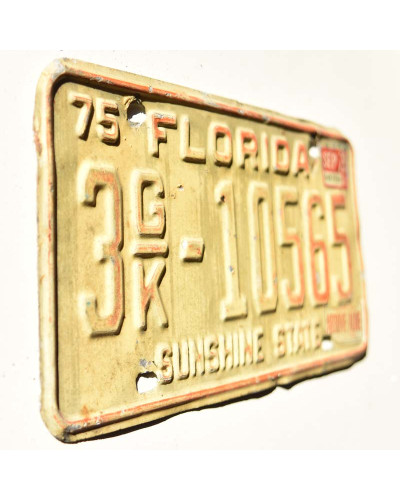 75 FLORIDA
3 G/K-10565
SUNSHINE STATE